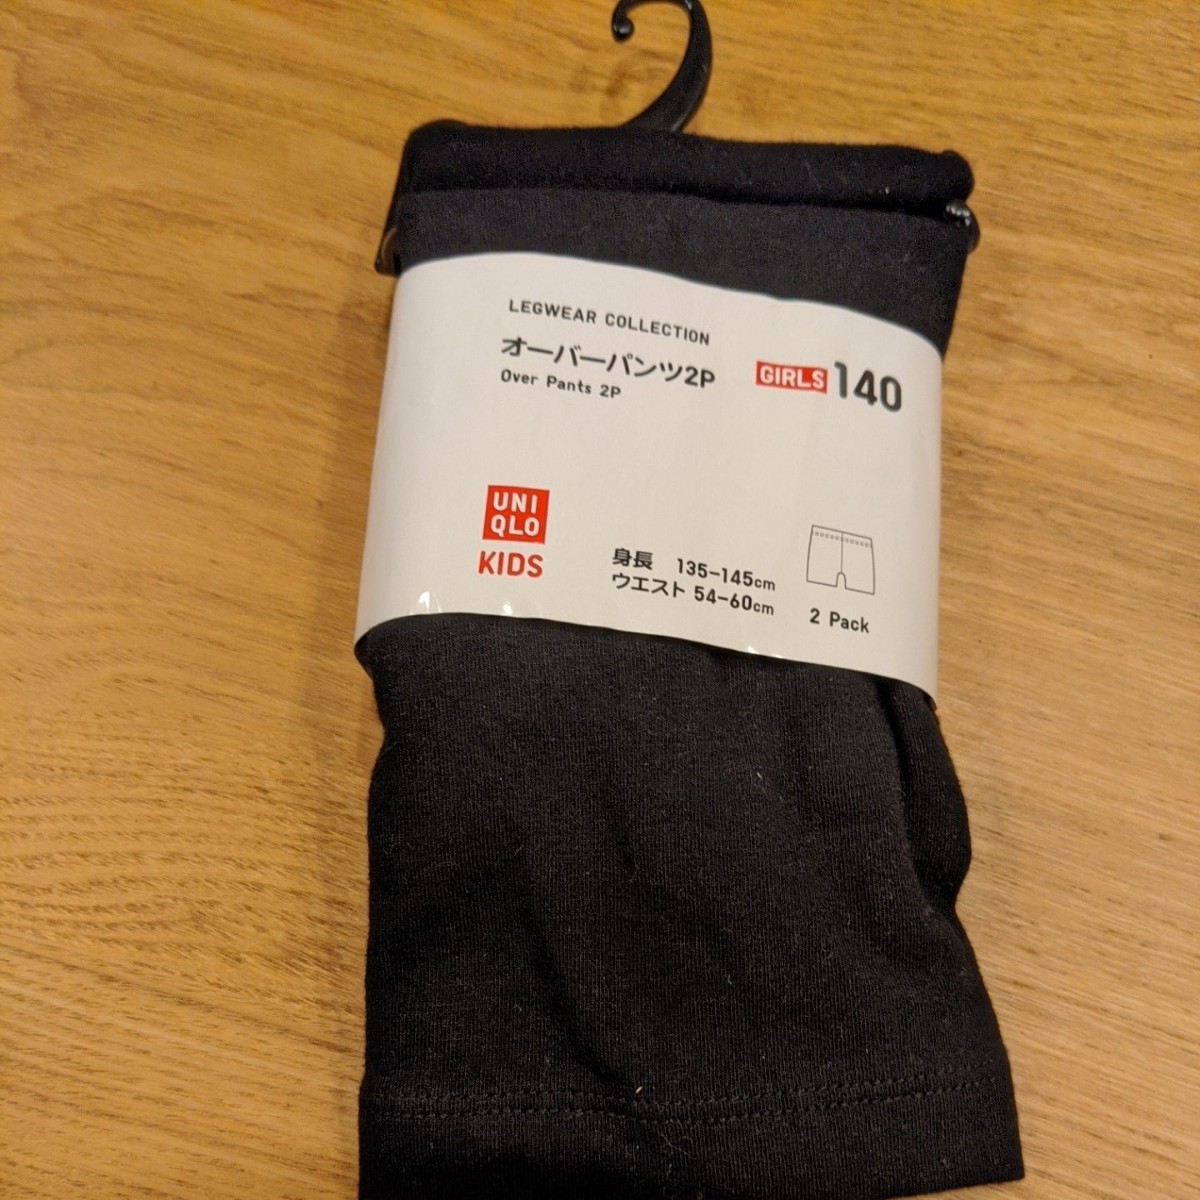 LEGWEAR COLLECTION
オーバーパンツ2P
Over Pants 2P
GIRLS 140
UNI
QLO
KIDS
身長 135-145cm
ウエスト 54-60cm
2 Pack